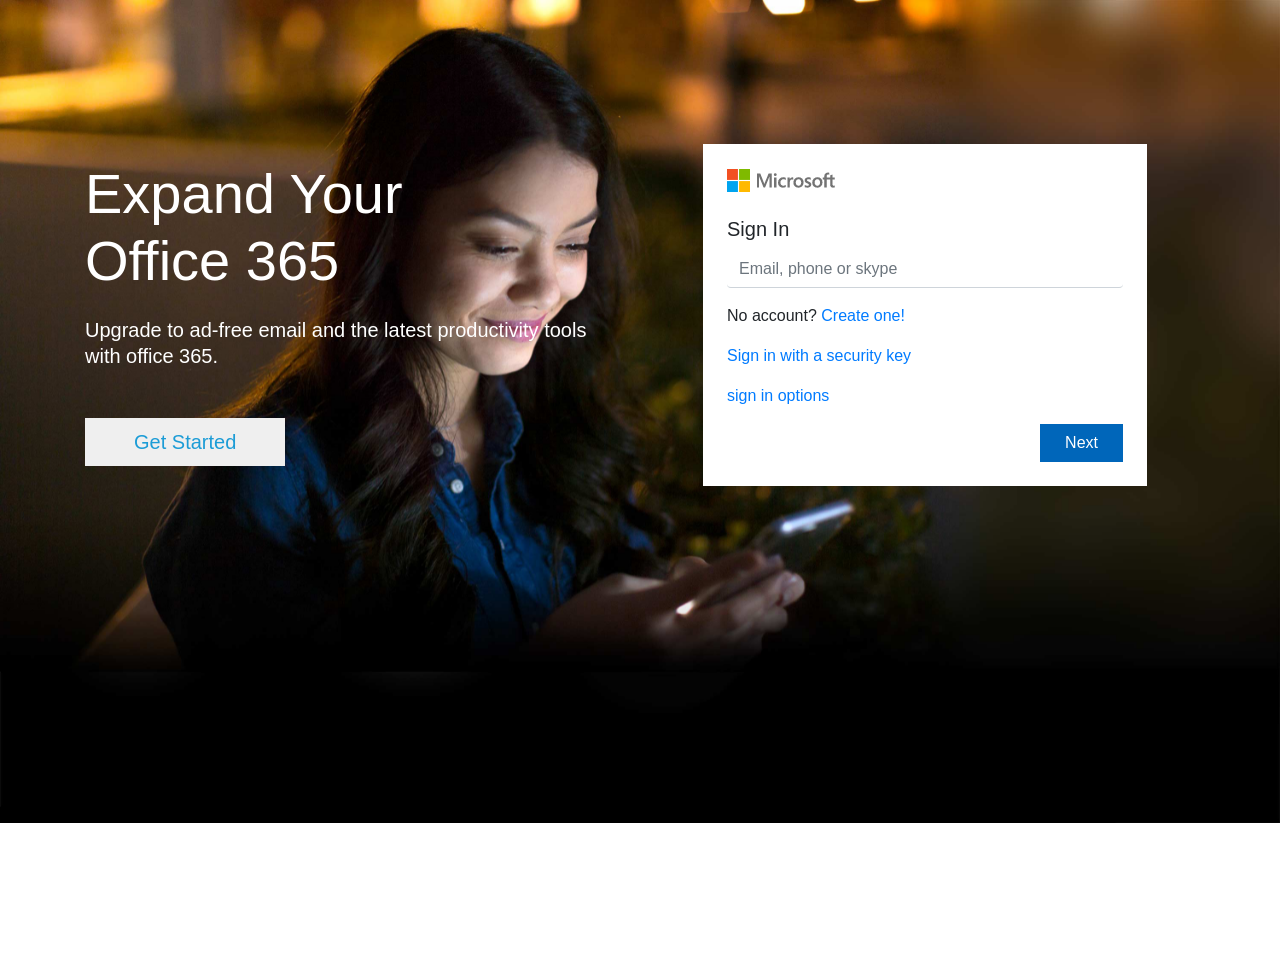 Expand Your
Office 365
Upgrade to ad-free email and the latest productivity tools
with office 365.
Get Started
Microsoft
Sign In
Email, phone or skype
No account? Create one!
Sign in with a security key
sign in options
Next